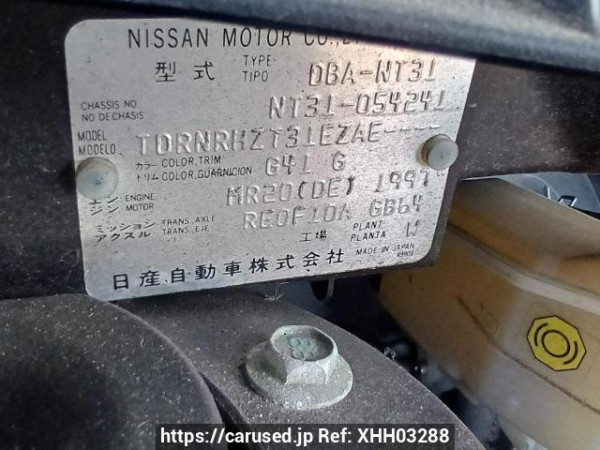 NISSAN MOTOR CO.,
型式 TYPE TIPO DBA-NT31
CHASSIS NO NO DECHASIS NT31-054241
MODEL MODELO TDRNRHZT31EZAE----
カラー COLOR,TRIM トリム COLOR,GUARNICION G41 G
エンジン ENGINE MOTOR MR20(DE) 1997
ミッション TRANS.,AXLE アクスル TRANS.,EJE RE0F10A GB64
工場 PLANT PLANTA W
日産自動車株式会社 MADE IN JAPAN
https://carused.jp Ref: XHH03288